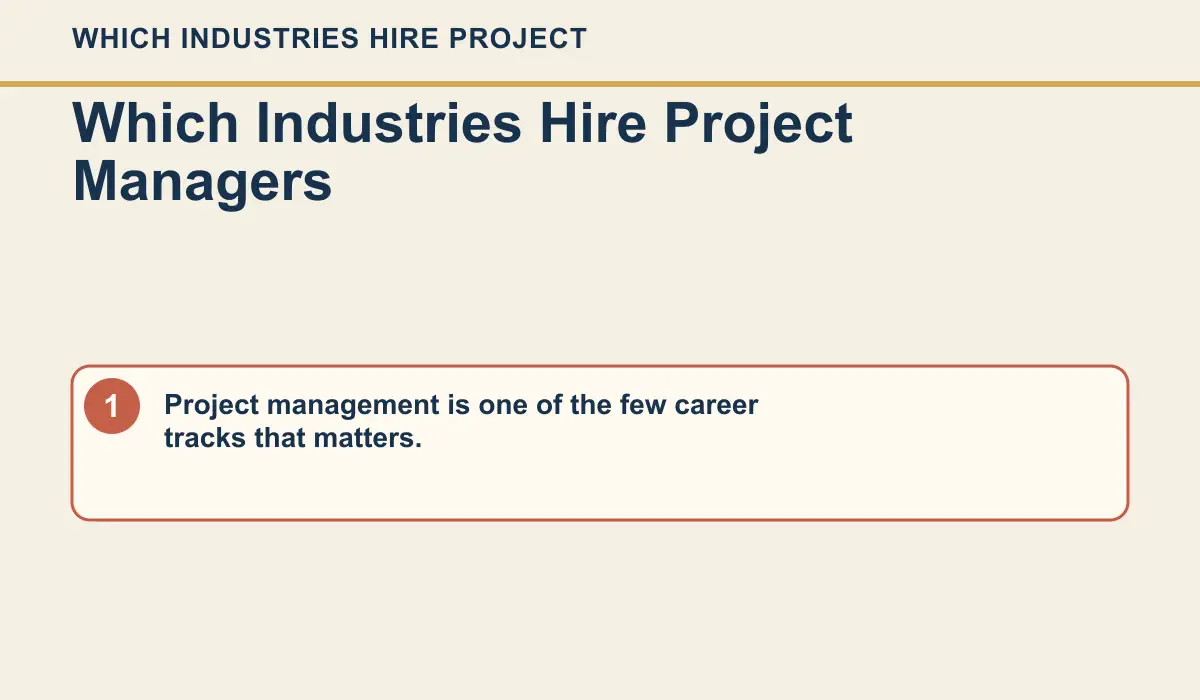 WHICH INDUSTRIES HIRE PROJECT
Which Industries Hire Project
Managers
1
Project management is one of the few career
tracks that matters.